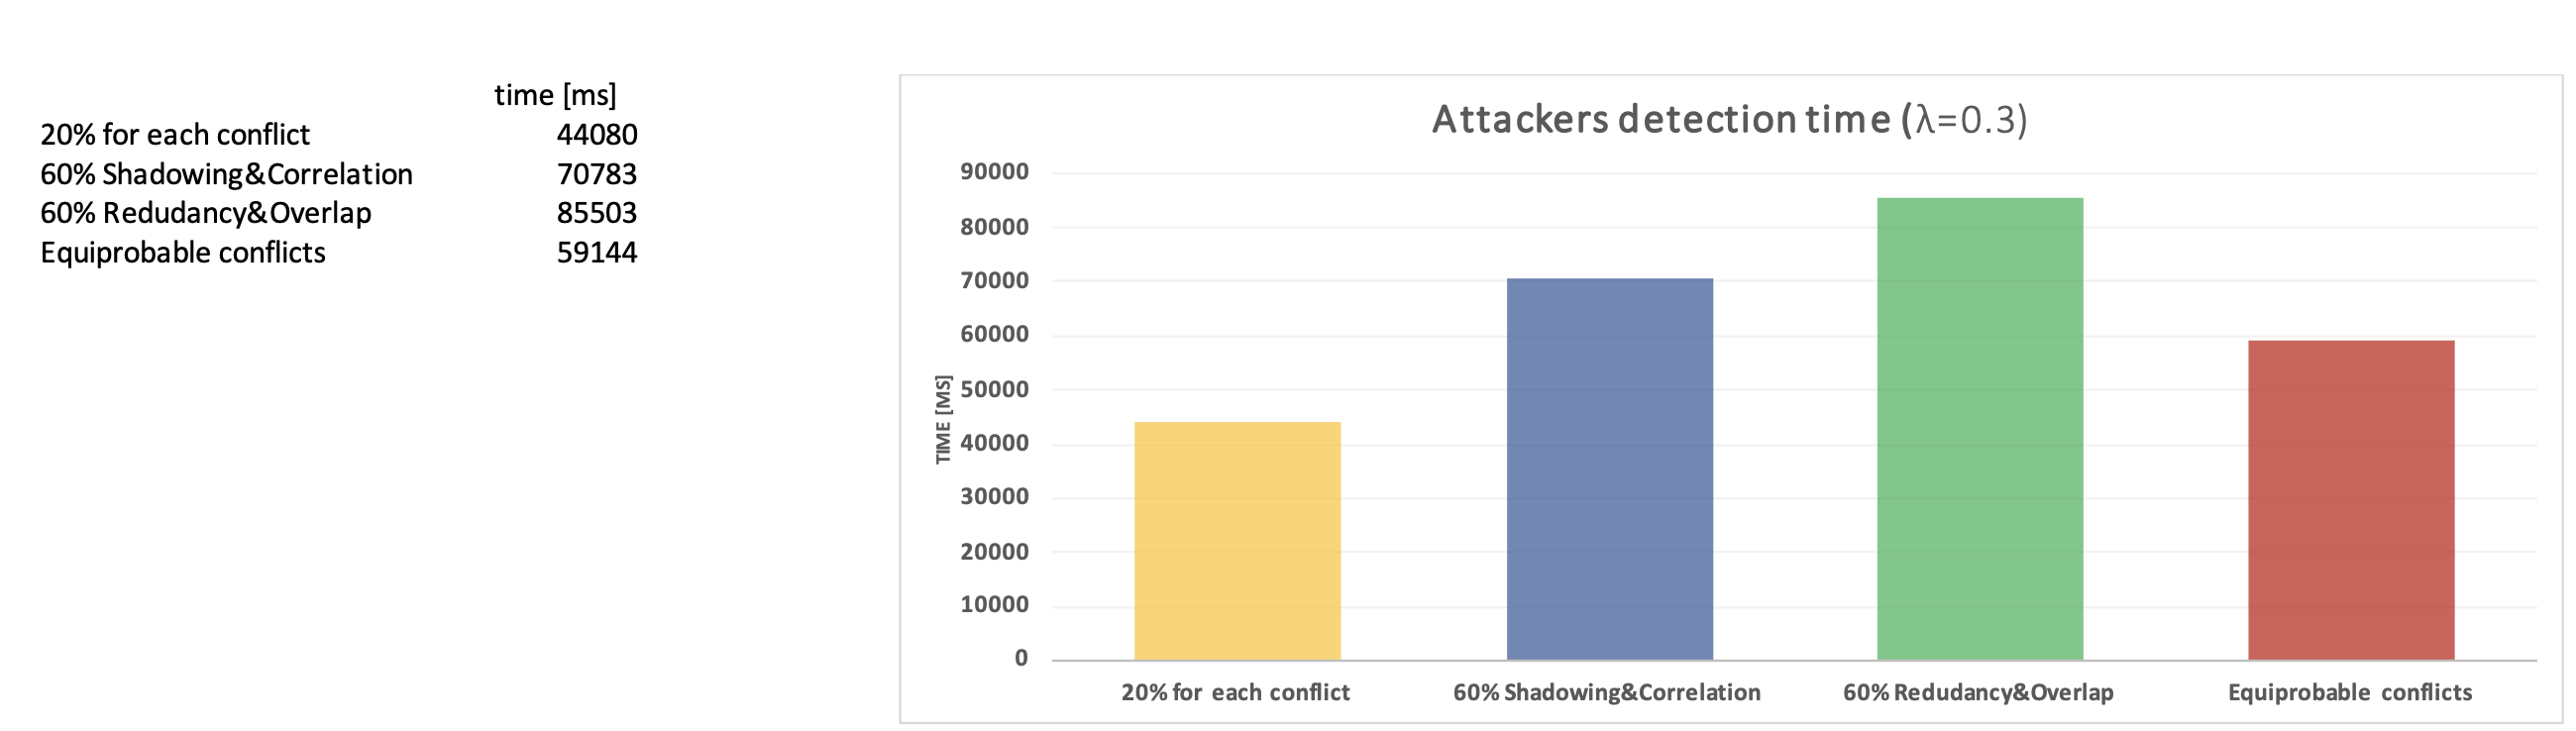 time [ms]
20% for each conflict 44080
60% Shadowing&Correlation 70783
60% Redudancy&Overlap 85503
Equiprobable conflicts 59144
Attackers detection time (λ=0.3)
TIME [MS]
90000
80000
70000
60000
50000
40000
30000
20000
10000
0
20% for each conflict 60% Shadowing&Correlation 60% Redudancy&Overlap Equiprobable conflicts